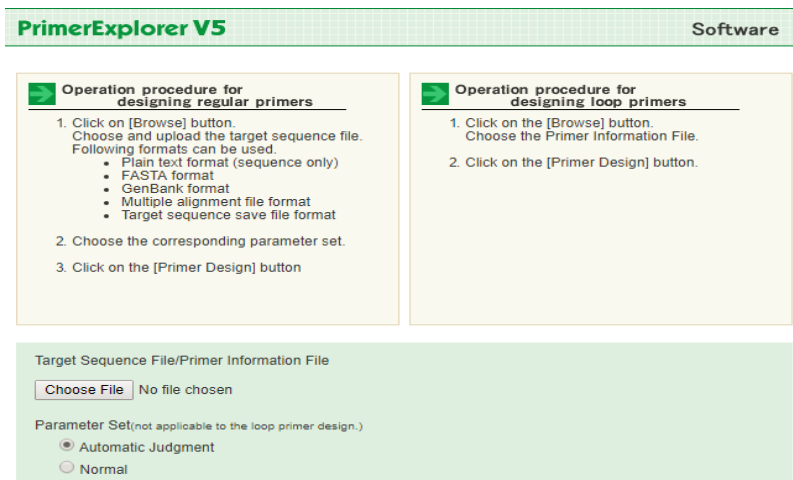 PrimerExplorer V5
Software
Operation procedure for
designing regular primers
1. Click on [Browse] button.
Choose and upload the target sequence file.
Following formats can be used.
• Plain text format (sequence only)
• FASTA format
• GenBank format
• Multiple alignment file format
• Target sequence save file format
2. Choose the corresponding parameter set.
3. Click on the [Primer Design] button
Operation procedure for
designing loop primers
1. Click on the [Browse] button.
Choose the Primer Information File.
2. Click on the [Primer Design] button.
Target Sequence File/Primer Information File
Choose File No file chosen
Parameter Set(not applicable to the loop primer design.)
Automatic Judgment
Normal